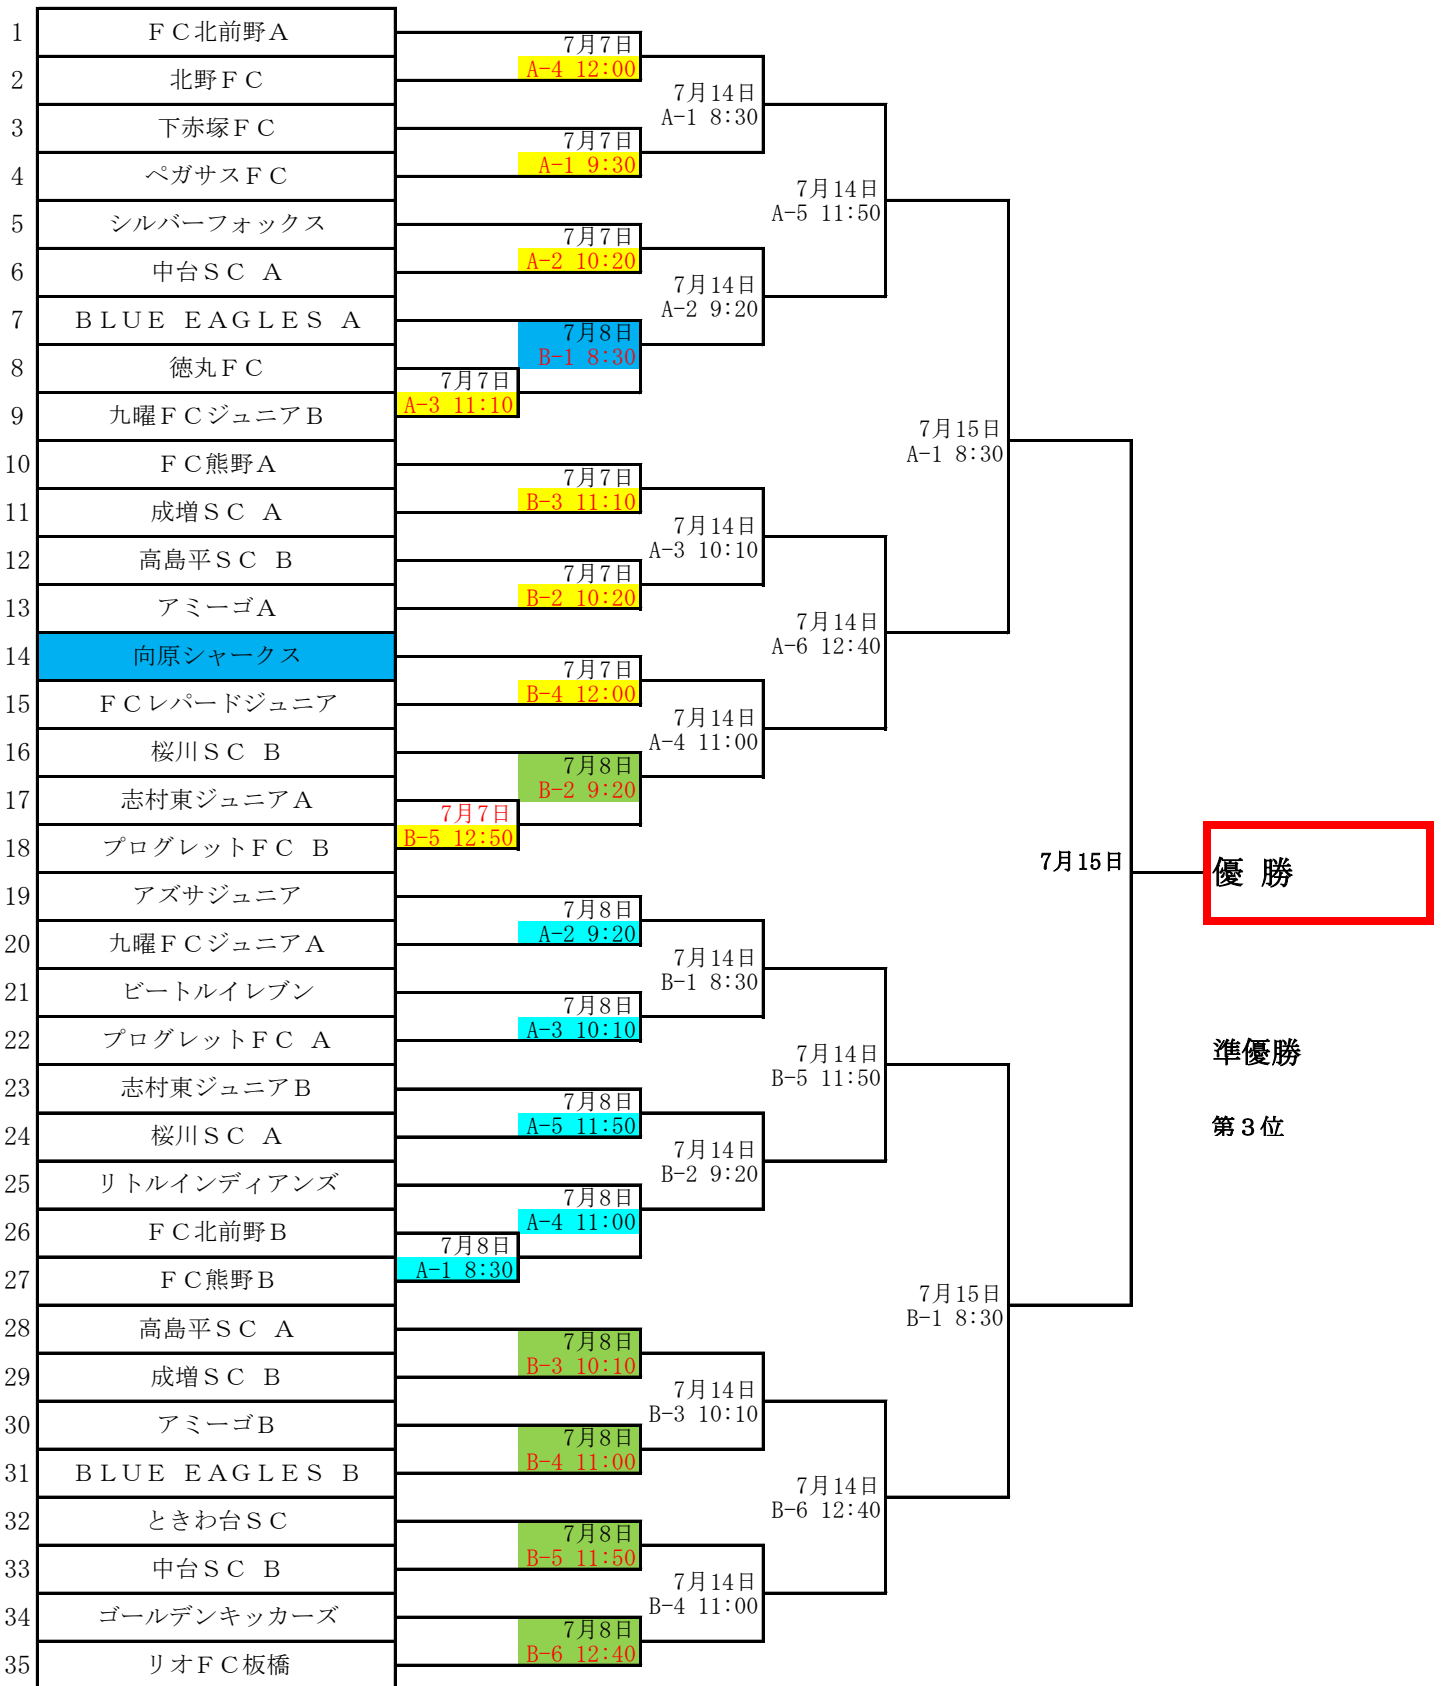 1 ＦＣ北前野Ａ
7月7日
A-4 12:00
2 北野ＦＣ
7月14日
A-1 8:30
3 下赤塚ＦＣ
7月7日
A-1 9:30
4 ペガサスＦＣ
7月14日
A-5 11:50
5 シルバーフォックス
7月7日
A-2 10:20
6 中台ＳＣ Ａ
7月14日
A-2 9:20
7 ＢＬＵＥ ＥＡＧＬＥＳ Ａ
7月8日
B-1 8:30
8 徳丸ＦＣ
7月7日
A-3 11:10
9 九曜ＦＣジュニアＢ
7月15日
A-1 8:30
10 ＦＣ熊野Ａ
7月7日
B-3 11:10
11 成増ＳＣ Ａ
7月14日
A-3 10:10
12 高島平ＳＣ Ｂ
7月7日
B-2 10:20
13 アミーゴＡ
7月14日
A-6 12:40
14 向原シャークス
7月7日
B-4 12:00
15 ＦＣレパードジュニア
7月14日
A-4 11:00
16 桜川ＳＣ Ｂ
7月8日
B-2 9:20
17 志村東ジュニアＡ
7月7日
B-5 12:50
18 プログレットＦＣ Ｂ
7月15日
優 勝
19 アズサジュニア
7月8日
A-2 9:20
20 九曜ＦＣジュニアＡ
7月14日
B-1 8:30
21 ビートルイレブン
7月8日
A-3 10:10
22 プログレットＦＣ Ａ
7月14日
B-5 11:50
準優勝
23 志村東ジュニアＢ
7月8日
A-5 11:50
第３位
24 桜川ＳＣ Ａ
7月14日
B-2 9:20
25 リトルインディアンズ
7月8日
A-4 11:00
26 ＦＣ北前野Ｂ
7月8日
A-1 8:30
27 ＦＣ熊野Ｂ
7月15日
B-1 8:30
28 高島平ＳＣ Ａ
7月8日
B-3 10:10
29 成増ＳＣ Ｂ
7月14日
B-3 10:10
30 アミーゴＢ
7月8日
B-4 11:00
31 ＢＬＵＥ ＥＡＧＬＥＳ Ｂ
7月14日
B-6 12:40
32 ときわ台ＳＣ
7月8日
B-5 11:50
33 中台ＳＣ Ｂ
7月14日
B-4 11:00
34 ゴールデンキッカーズ
7月8日
B-6 12:40
35 リオＦＣ板橋